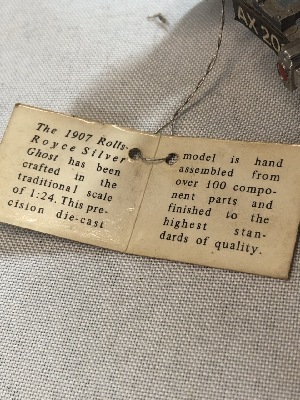 AX 20
The 1907 Rolls-
Royce Silver
Ghost has been
crafted in the
traditional scale
of 1:24. This pre-
cision die-cast
model is hand
assembled from
over 100 compo-
nent parts and
finished to the
highest stan-
dards of quality.